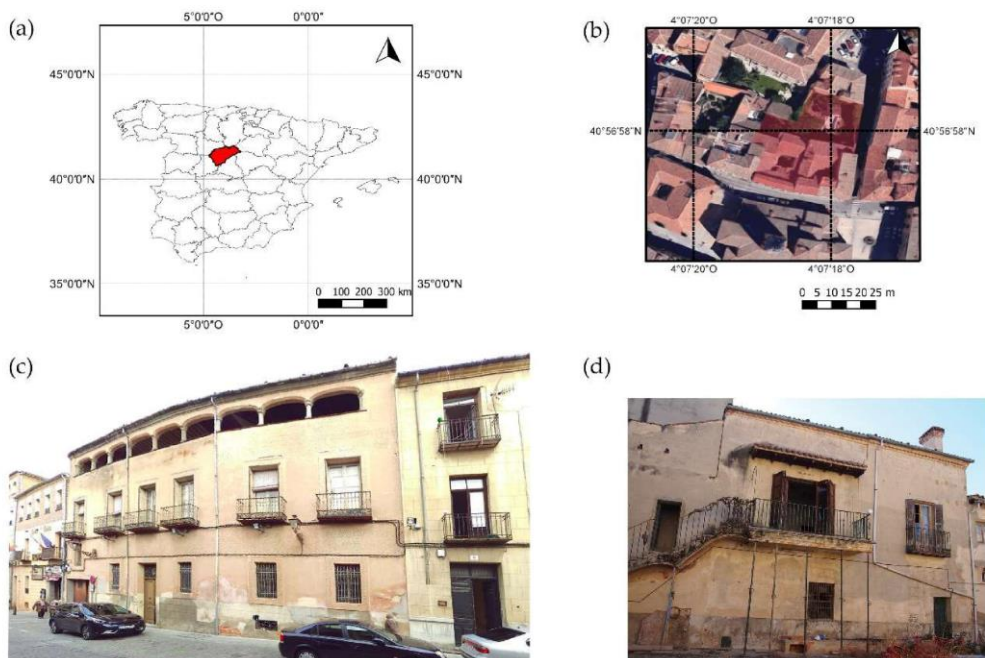 (a)
5°0'0"O 0°0'0"
45°0'0"N 45°0'0"N
40°0'0"N 40°0'0"N
35°0'0"N 35°0'0"N
0 100 200 300 km
5°0'0"O 0°0'0"
(b)
4°07'20"O 4°07'18"O
40°56'58"N 40°56'58"N
4°07'20"O 4°07'18"O
0 5 10 15 20 25 m
(c)
(d)